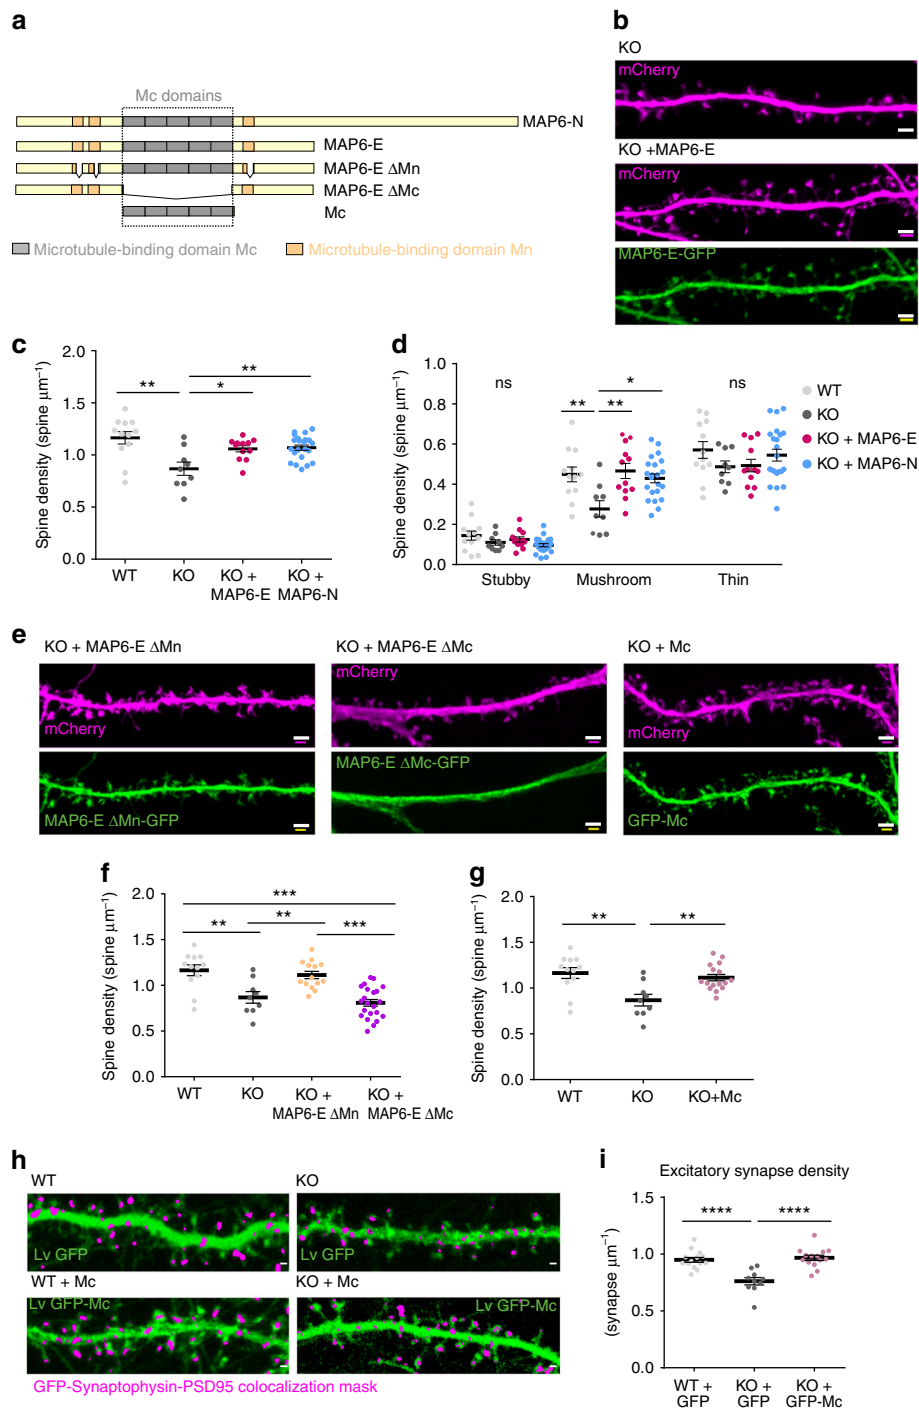 a
Mc domains
MAP6-N
MAP6-E
MAP6-E ΔMn
MAP6-E ΔMc
Mc
Microtubule-binding domain Mc
Microtubule-binding domain Mn
b
KO
mCherry
KO +MAP6-E
mCherry
MAP6-E-GFP
c
Spine density (spine μm⁻¹)
2.0
1.5
1.0
0.5
0.0
**
*
**
WT
KO
KO + MAP6-E
KO + MAP6-N
d
Spine density (spine μm⁻¹)
1.0
0.8
0.6
0.4
0.2
0.0
ns
**
**
*
ns
Stubby
Mushroom
Thin
WT
KO
KO + MAP6-E
KO + MAP6-N
e
KO + MAP6-E ΔMn
mCherry
MAP6-E ΔMn-GFP
KO + MAP6-E ΔMc
mCherry
MAP6-E ΔMc-GFP
KO + Mc
mCherry
GFP-Mc
f
Spine density (spine μm⁻¹)
2.0
1.5
1.0
0.5
0.0
***
**
**
***
WT
KO
KO + MAP6-E ΔMn
KO + MAP6-E ΔMc
g
Spine density (spine μm⁻¹)
2.0
1.5
1.0
0.5
0.0
**
**
WT
KO
KO+Mc
h
WT
Lv GFP
KO
Lv GFP
WT + Mc
Lv GFP-Mc
KO + Mc
Lv GFP-Mc
GFP-Synaptophysin-PSD95 colocalization mask
i
Excitatory synapse density
(synapse μm⁻¹)
1.5
1.0
0.5
0.0
****
****
WT + GFP
KO + GFP
KO + GFP-Mc